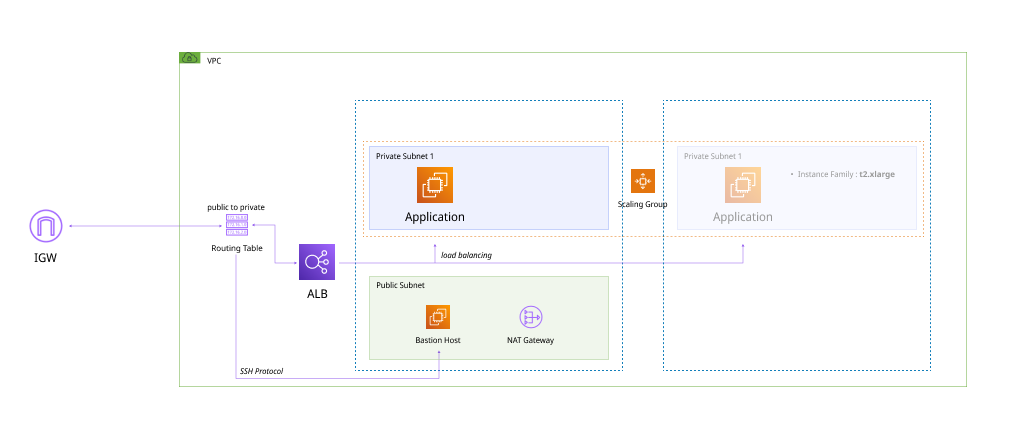 VPC
Private Subnet 1
Private Subnet 1
• Instance Family : t2.xlarge
Application
Scaling Group
Application
public to private
Routing Table
IGW
ALB
load balancing
Public Subnet
Bastion Host
NAT Gateway
SSH Protocol